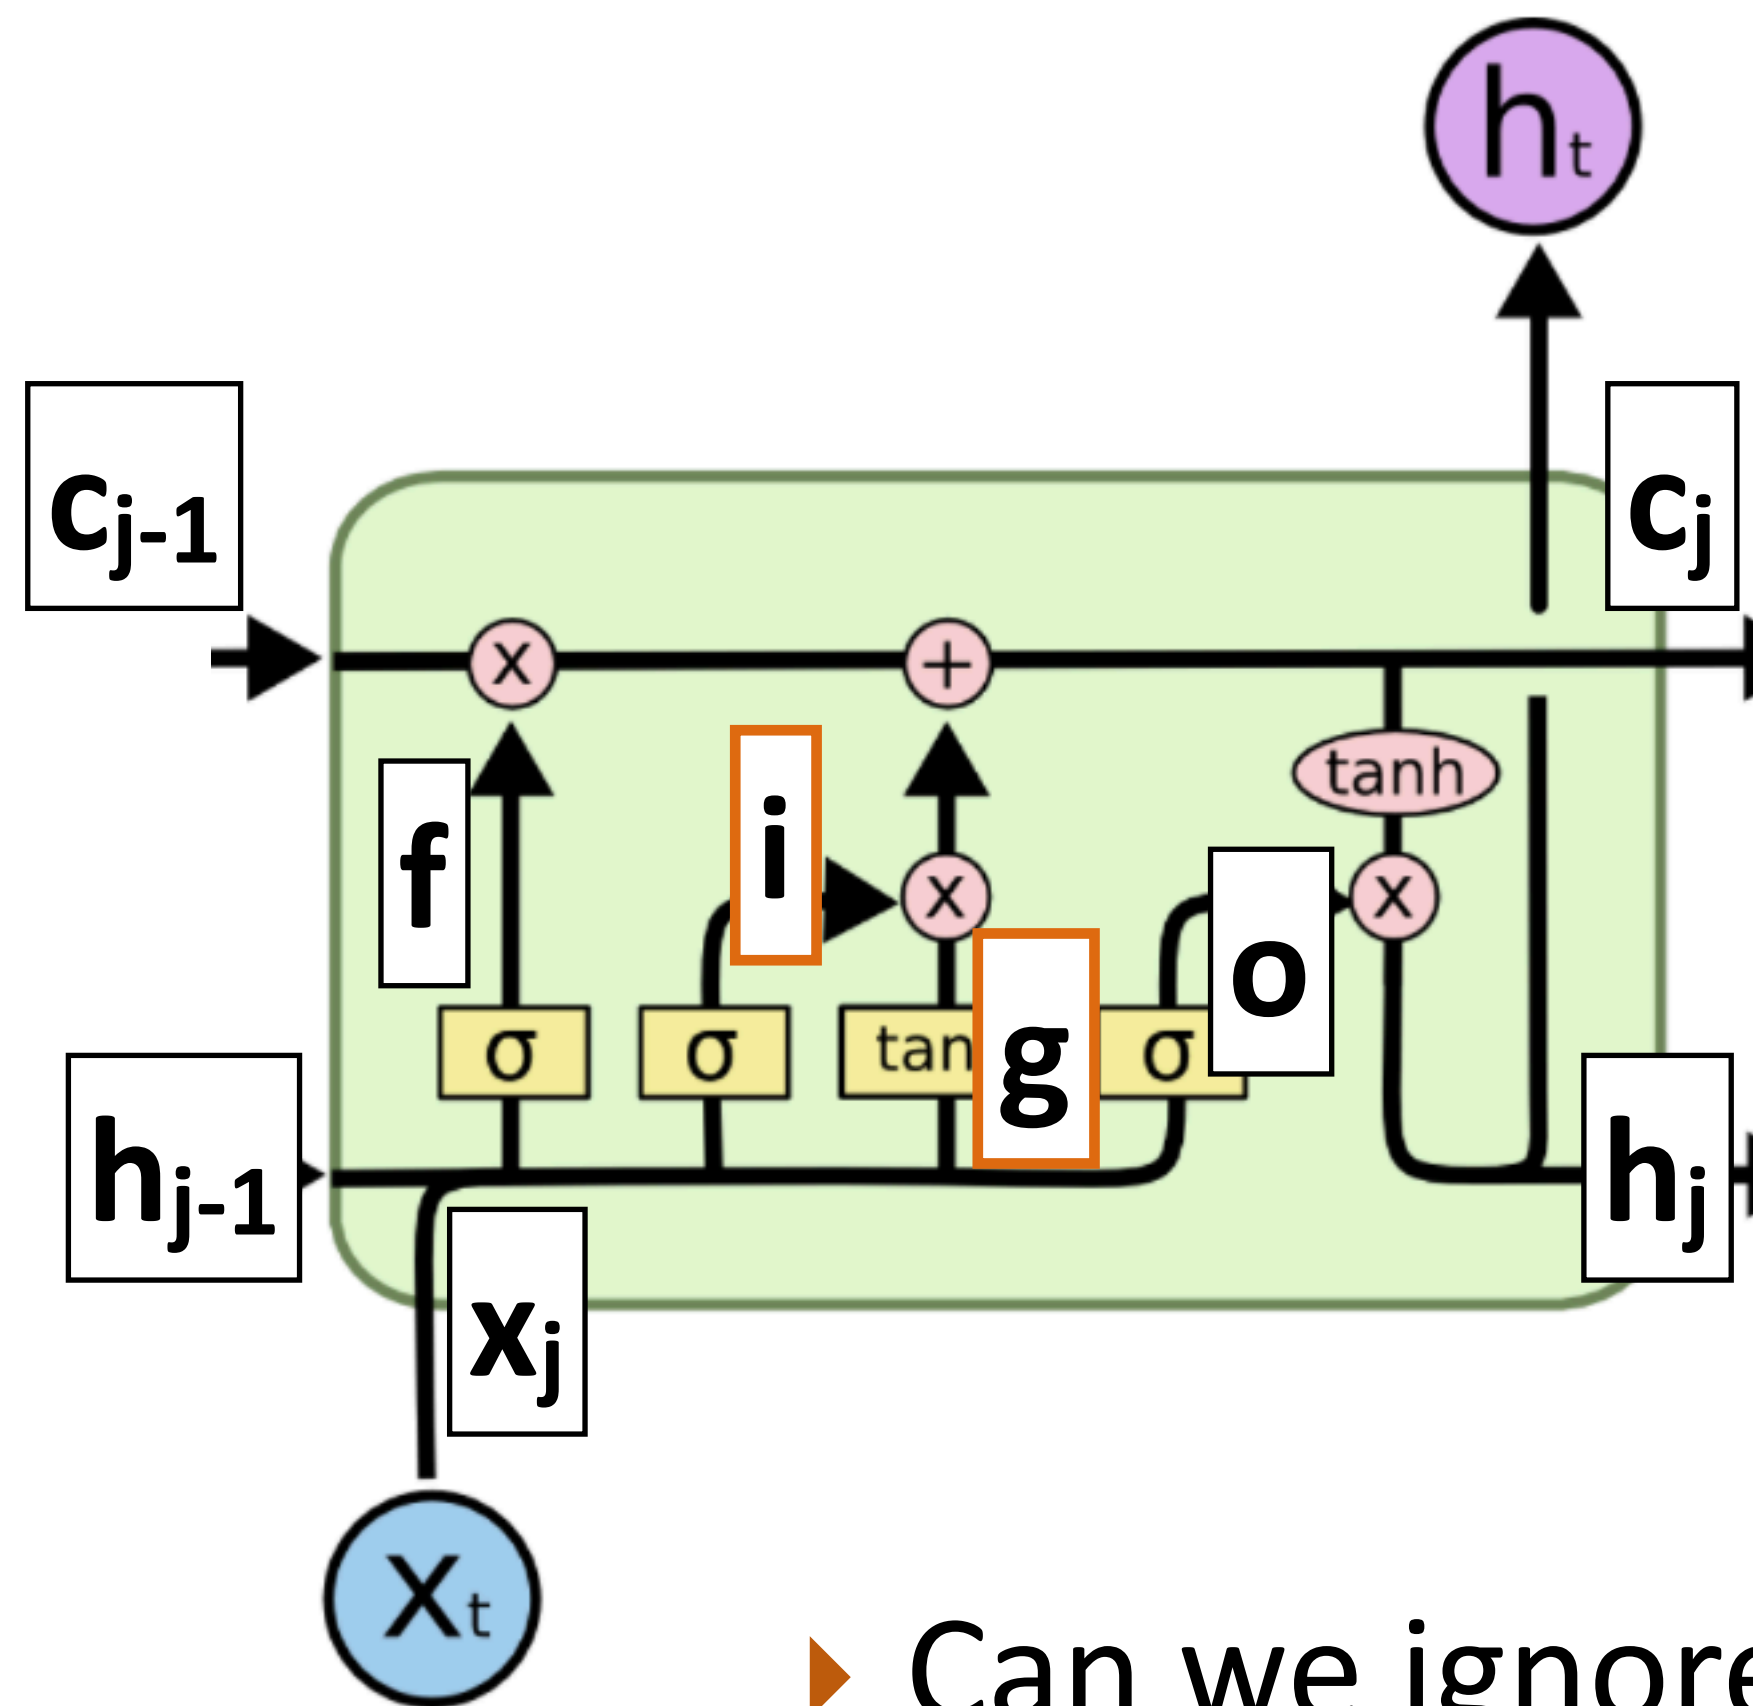 ht
cj-1
cj
x
+
tanh
f
i
x
o
x
g
σ
σ
tan
σ
hj-1
hj
xj
xt
Can we ignore